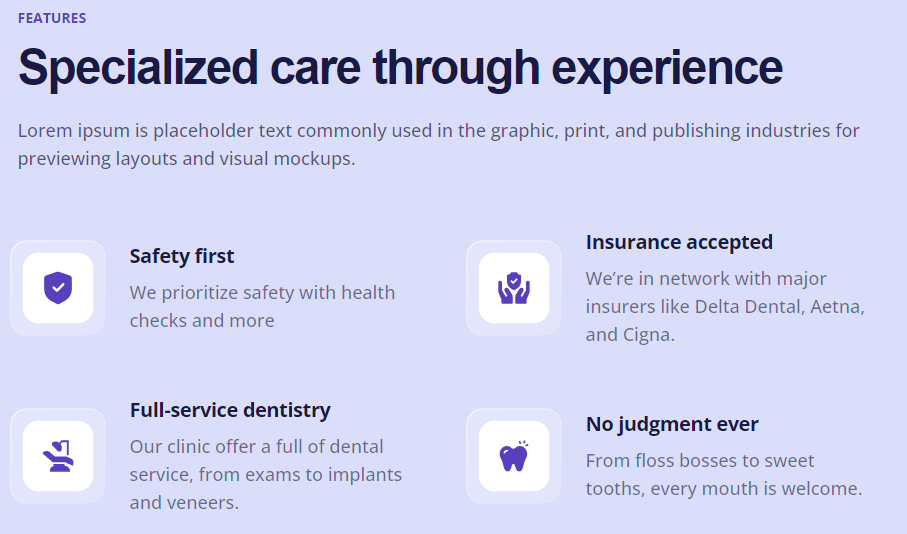 FEATURES
Specialized care through experience
Lorem ipsum is placeholder text commonly used in the graphic, print, and publishing industries for
previewing layouts and visual mockups.
Safety first
We prioritize safety with health
checks and more
Insurance accepted
We’re in network with major
insurers like Delta Dental, Aetna,
and Cigna.
Full-service dentistry
Our clinic offer a full of dental
service, from exams to implants
and veneers.
No judgment ever
From floss bosses to sweet
tooths, every mouth is welcome.